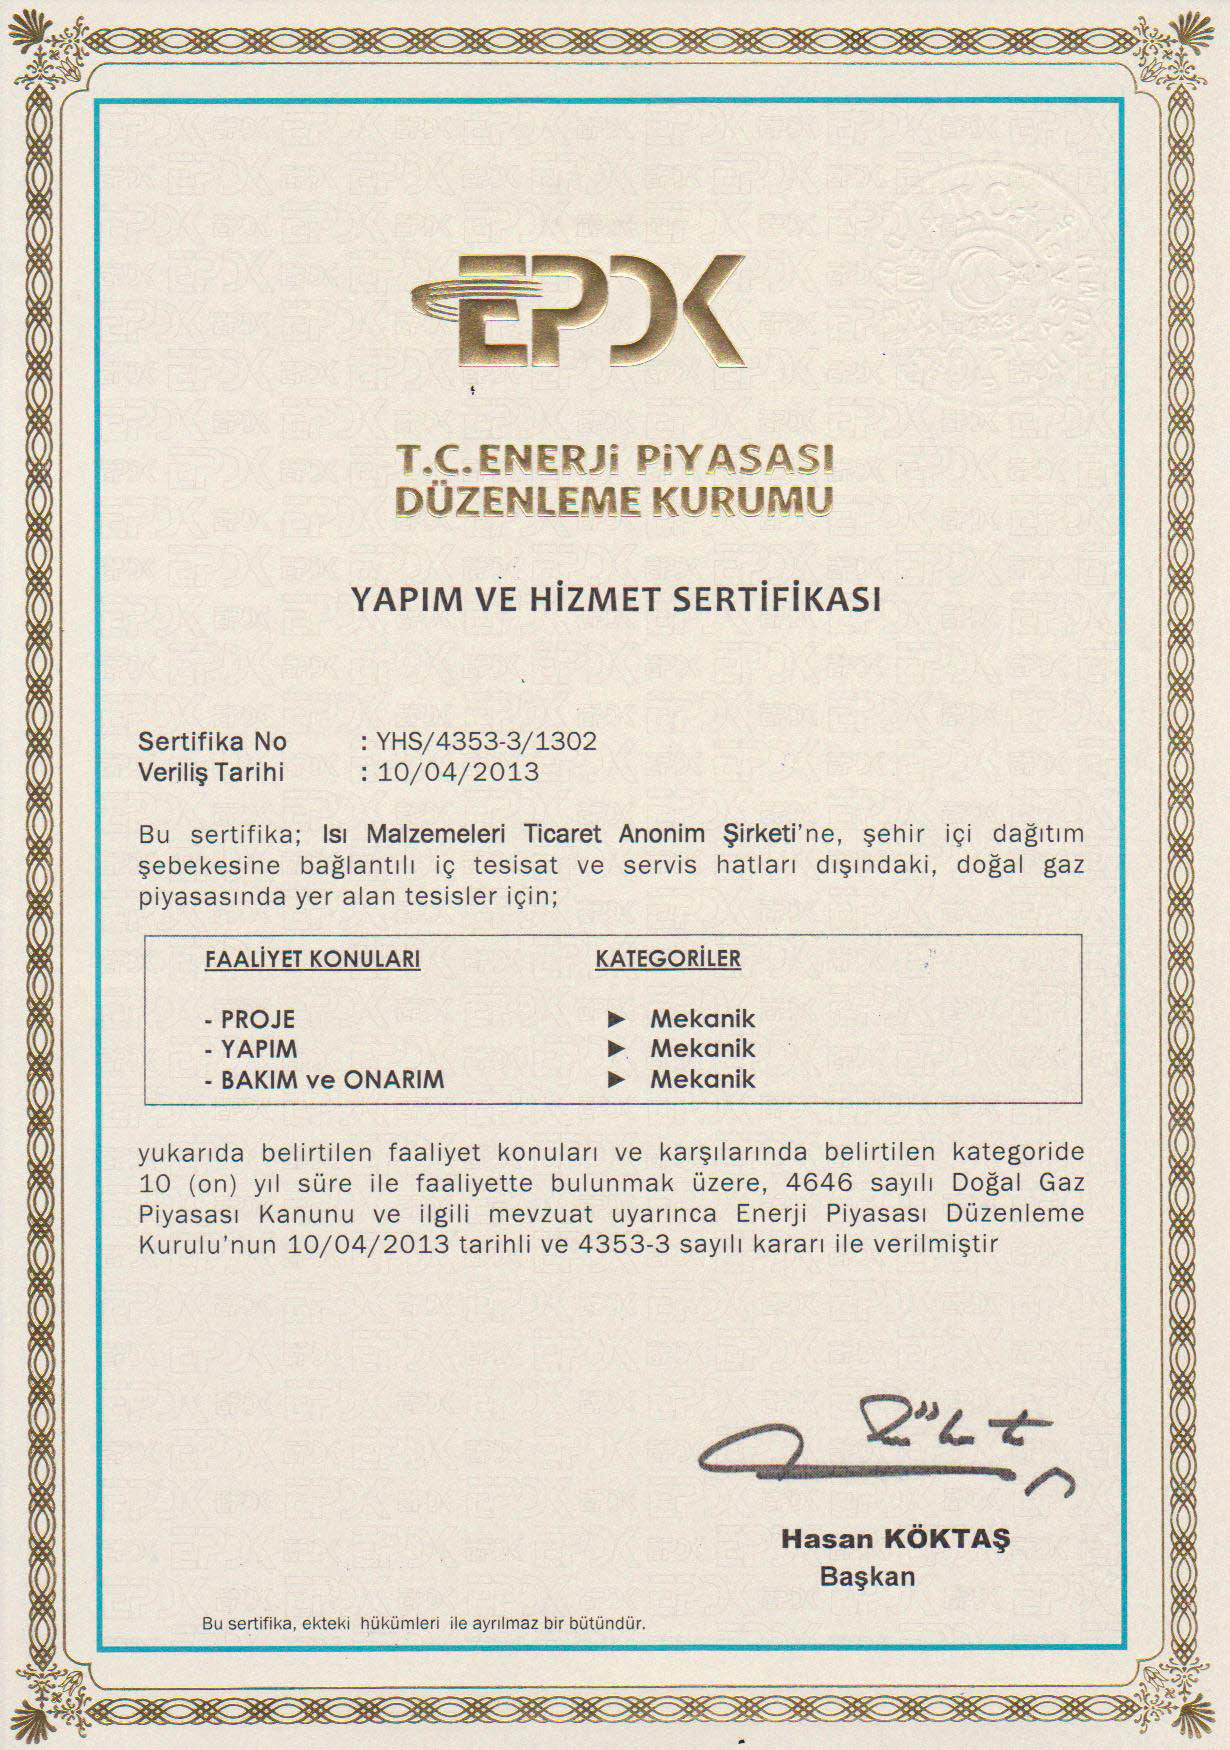 EPDK
T.C. ENERJi PiYASASI
DÜZENLEME KURUMU
YAPIM VE HİZMET SERTİFİKASI
Sertifika No : YHS/4353-3/1302
Veriliş Tarihi : 10/04/2013
Bu sertifika; Isı Malzemeleri Ticaret Anonim Şirketi'ne, şehir içi dağıtım
şebekesine bağlantılı iç tesisat ve servis hatları dışındaki, doğal gaz
piyasasında yer alan tesisler için;
FAALİYET KONULARI KATEGORİLER
- PROJE ► Mekanik
- YAPIM ► Mekanik
- BAKIM ve ONARIM ► Mekanik
yukarıda belirtilen faaliyet konuları ve karşılarında belirtilen kategoride
10 (on) yıl süre ile faaliyette bulunmak üzere, 4646 sayılı Doğal Gaz
Piyasası Kanunu ve ilgili mevzuat uyarınca Enerji Piyasası Düzenleme
Kurulu'nun 10/04/2013 tarihli ve 4353-3 sayılı kararı ile verilmiştir
Hasan KÖKTAŞ
Başkan
Bu sertifika, ekteki hükümleri ile ayrılmaz bir bütündür.